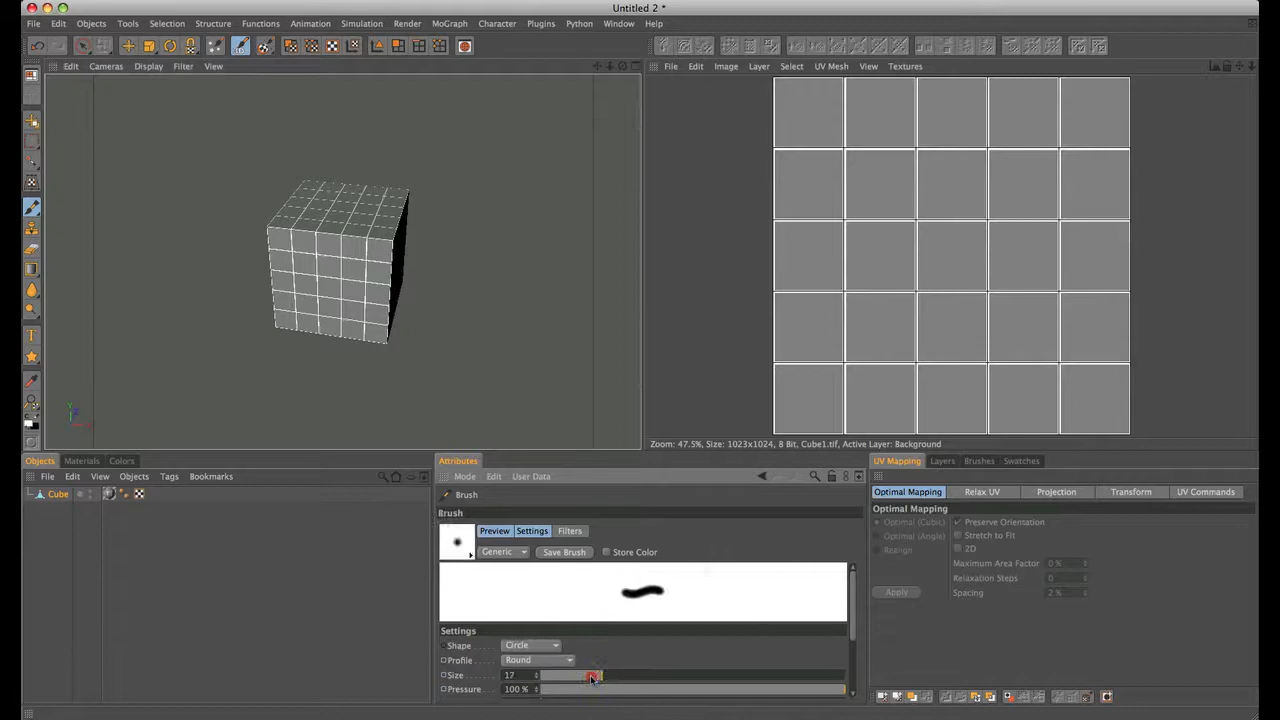 Untitled 2 *
File Edit Objects Tools Selection Structure Functions Animation Simulation Render MoGraph Character Plugins Python Window Help
Edit Cameras Display Filter View
File Edit Image Layer Select UV Mesh View Textures
Zoom: 47.5%, Size: 1023x1024, 8 Bit, Cube1.tif, Active Layer: Background
Objects Materials Colors
Attributes
UV Mapping Layers Brushes Swatches
File Edit View Objects Tags Bookmarks
Mode Edit User Data
Cube
Brush
Brush
Preview Settings Filters
Generic Save Brush Store Color
Settings
Shape Circle
Profile Round
Size 17
Pressure 100 %
Optimal Mapping Relax UV Projection Transform UV Commands
Optimal Mapping
Optimal (Cubic) Preserve Orientation
Optimal (Angle) Stretch to Fit
Realign 2D
Maximum Area Factor 0 %
Relaxation Steps 0
Apply Spacing 2 %